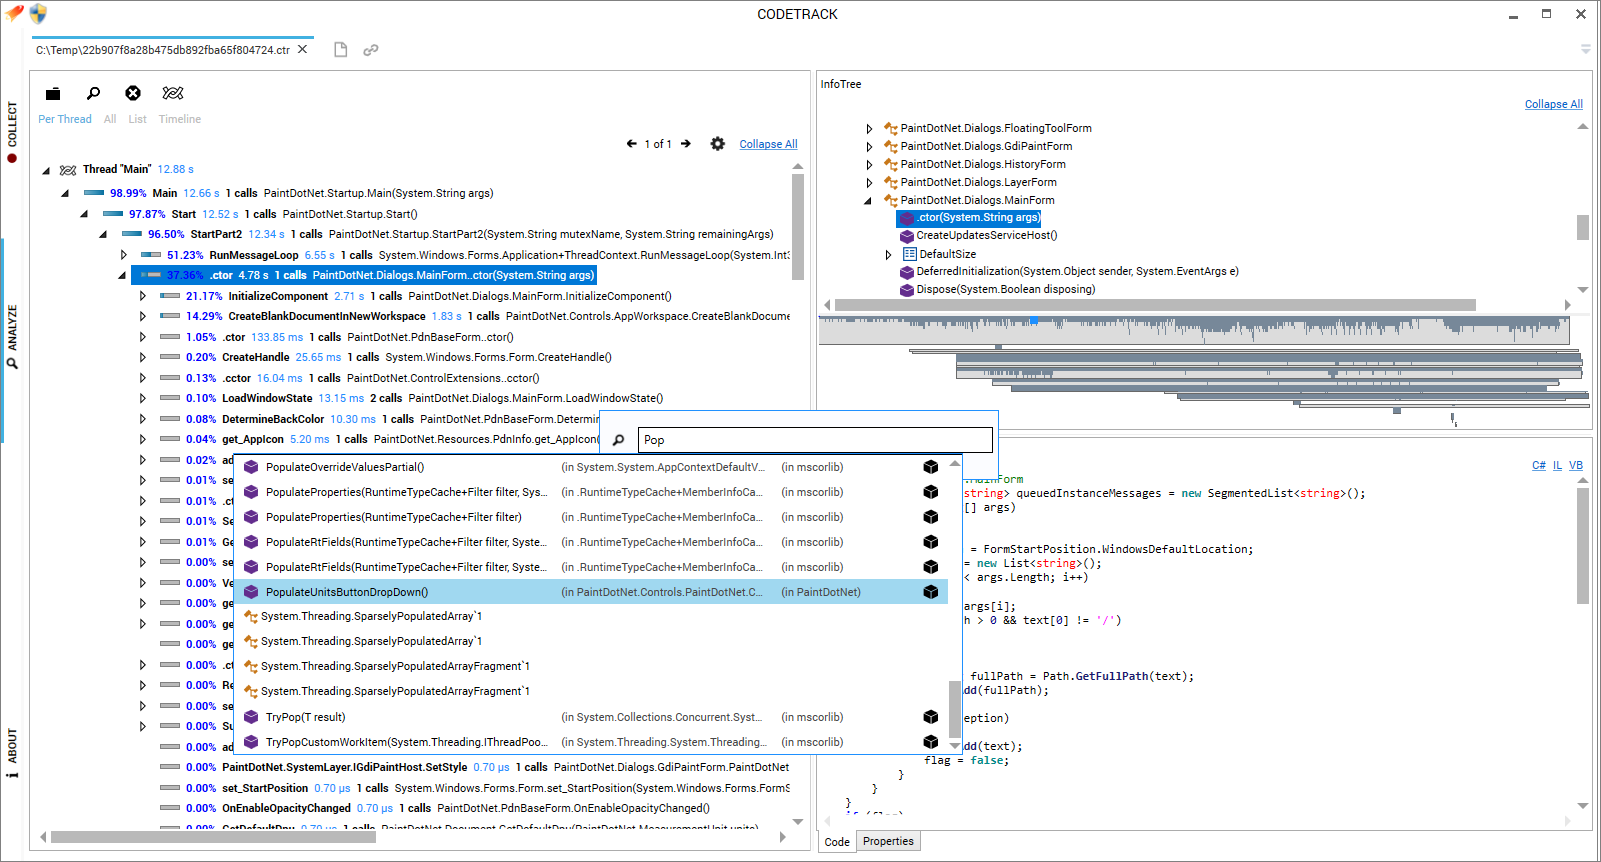 CODETRACK
C:\Temp\22b907f8a28b475db892fba65f804724.ctr
COLLECT
ANALYZE
ABOUT
Per Thread All List Timeline
1 of 1 Collapse All
Thread "Main" 12.88 s
98.99% Main 12.66 s 1 calls PaintDotNet.Startup.Main(System.String args)
97.87% Start 12.52 s 1 calls PaintDotNet.Startup.Start()
96.50% StartPart2 12.34 s 1 calls PaintDotNet.Startup.StartPart2(System.String mutexName, System.String remainingArgs)
51.23% RunMessageLoop 6.55 s 1 calls System.Windows.Forms.Application+ThreadContext.RunMessageLoop(System.Int3
37.36% .ctor 4.78 s 1 calls PaintDotNet.Dialogs.MainForm..ctor(System.String args)
21.17% InitializeComponent 2.71 s 1 calls PaintDotNet.Dialogs.MainForm.InitializeComponent()
14.29% CreateBlankDocumentInNewWorkspace 1.83 s 1 calls PaintDotNet.Controls.AppWorkspace.CreateBlankDocume
1.05% .ctor 133.85 ms 1 calls PaintDotNet.PdnBaseForm..ctor()
0.20% CreateHandle 25.65 ms 1 calls System.Windows.Forms.Form.CreateHandle()
0.13% .cctor 16.04 ms 1 calls PaintDotNet.ControlExtensions..cctor()
0.10% LoadWindowState 13.15 ms 2 calls PaintDotNet.Dialogs.MainForm.LoadWindowState()
0.08% DetermineBackColor 10.30 ms 1 calls PaintDotNet.PdnBaseForm.Determin
0.04% get_AppIcon 5.20 ms 1 calls PaintDotNet.Resources.PdnInfo.get_AppIcon(
0.02% ad
0.01% se
0.01% .ct
0.01% Se
0.01% Ge
0.00% se
0.00% Ve
0.00% ge
0.00% ge
0.00% ge
0.00% .ct
0.00% Re
0.00% se
0.00% Su
0.00% ad
0.00% PaintDotNet.SystemLayer.IGdiPaintHost.SetStyle 0.70 µs 1 calls PaintDotNet.Dialogs.GdiPaintForm.PaintDotNet
0.00% set_StartPosition 0.70 µs 1 calls System.Windows.Forms.Form.set_StartPosition(System.Windows.Forms.FormS
0.00% OnEnableOpacityChanged 0.70 µs 1 calls PaintDotNet.PdnBaseForm.OnEnableOpacityChanged()
0.00% GetDefaultDpu 0.70 µs 1 calls PaintDotNet.Document.GetDefaultDpu(PaintDotNet.MeasurementUnit units)
Pop
PopulateOverrideValuesPartial() (in System.System.AppContextDefaultV... (in mscorlib)
PopulateProperties(RuntimeTypeCache+Filter filter, Sys... (in .RuntimeTypeCache+MemberInfoCa... (in mscorlib)
PopulateProperties(RuntimeTypeCache+Filter filter) (in .RuntimeTypeCache+MemberInfoCa... (in mscorlib)
PopulateRtFields(RuntimeTypeCache+Filter filter, Syste... (in .RuntimeTypeCache+MemberInfoCa... (in mscorlib)
PopulateRtFields(RuntimeTypeCache+Filter filter, Syste... (in .RuntimeTypeCache+MemberInfoCa... (in mscorlib)
PopulateUnitsButtonDropDown() (in PaintDotNet.Controls.PaintDotNet.C... (in PaintDotNet)
System.Threading.SparselyPopulatedArray`1
System.Threading.SparselyPopulatedArray`1
System.Threading.SparselyPopulatedArrayFragment`1
System.Threading.SparselyPopulatedArrayFragment`1
TryPop(T result) (in System.Collections.Concurrent.Syst... (in mscorlib)
TryPopCustomWorkItem(System.Threading.IThreadPoo... (in System.Threading.System.Threading... (in mscorlib)
InfoTree
Collapse All
PaintDotNet.Dialogs.FloatingToolForm
PaintDotNet.Dialogs.GdiPaintForm
PaintDotNet.Dialogs.HistoryForm
PaintDotNet.Dialogs.LayerForm
PaintDotNet.Dialogs.MainForm
.ctor(System.String args)
CreateUpdatesServiceHost()
DefaultSize
DeferredInitialization(System.Object sender, System.EventArgs e)
Dispose(System.Boolean disposing)
C# IL VB
.MainForm
string> queuedInstanceMessages = new SegmentedList<string>();
[] args)
= FormStartPosition.WindowsDefaultLocation;
= new List<string>();
< args.Length; i++)
args[i];
h > 0 && text[0] != '/')
fullPath = Path.GetFullPath(text);
dd(fullPath);
eption)
dd(text);
flag = false;
}
}
}
Code Properties